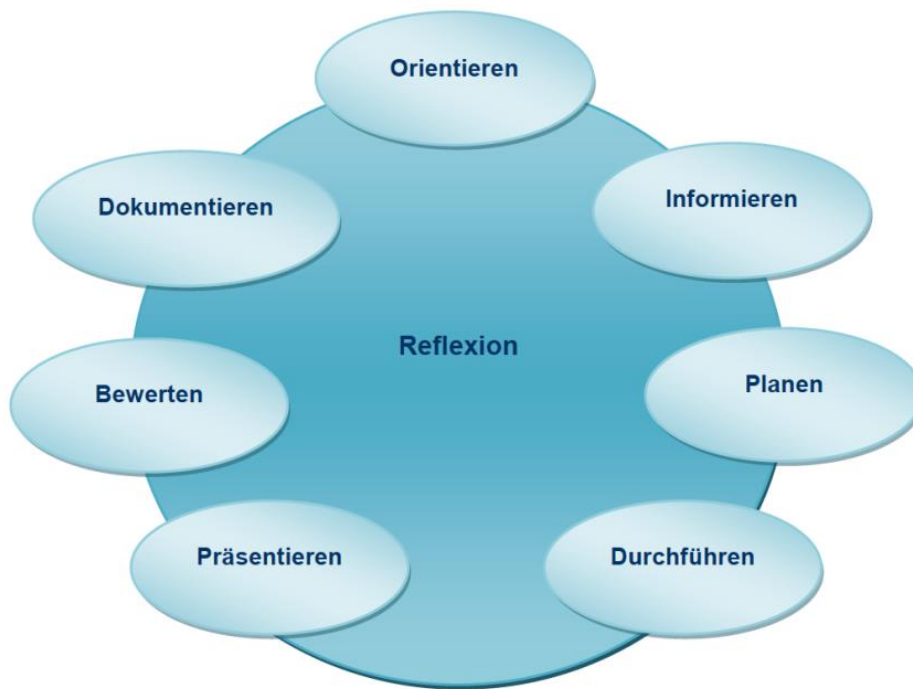 Orientieren
Dokumentieren
Informieren
Reflexion
Bewerten
Planen
Präsentieren
Durchführen